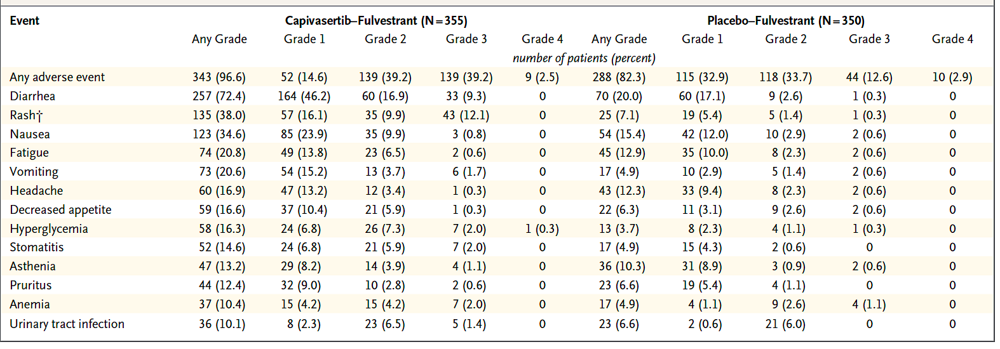 Event Capivasertib–Fulvestrant (N=355) Placebo–Fulvestrant (N=350)
Any Grade Grade 1 Grade 2 Grade 3 Grade 4 Any Grade Grade 1 Grade 2 Grade 3 Grade 4
number of patients (percent)
Any adverse event 343 (96.6) 52 (14.6) 139 (39.2) 139 (39.2) 9 (2.5) 288 (82.3) 115 (32.9) 118 (33.7) 44 (12.6) 10 (2.9)
Diarrhea 257 (72.4) 164 (46.2) 60 (16.9) 33 (9.3) 0 70 (20.0) 60 (17.1) 9 (2.6) 1 (0.3) 0
Rash† 135 (38.0) 57 (16.1) 35 (9.9) 43 (12.1) 0 25 (7.1) 19 (5.4) 5 (1.4) 1 (0.3) 0
Nausea 123 (34.6) 85 (23.9) 35 (9.9) 3 (0.8) 0 54 (15.4) 42 (12.0) 10 (2.9) 2 (0.6) 0
Fatigue 74 (20.8) 49 (13.8) 23 (6.5) 2 (0.6) 0 45 (12.9) 35 (10.0) 8 (2.3) 2 (0.6) 0
Vomiting 73 (20.6) 54 (15.2) 13 (3.7) 6 (1.7) 0 17 (4.9) 10 (2.9) 5 (1.4) 2 (0.6) 0
Headache 60 (16.9) 47 (13.2) 12 (3.4) 1 (0.3) 0 43 (12.3) 33 (9.4) 8 (2.3) 2 (0.6) 0
Decreased appetite 59 (16.6) 37 (10.4) 21 (5.9) 1 (0.3) 0 22 (6.3) 11 (3.1) 9 (2.6) 2 (0.6) 0
Hyperglycemia 58 (16.3) 24 (6.8) 26 (7.3) 7 (2.0) 1 (0.3) 13 (3.7) 8 (2.3) 4 (1.1) 1 (0.3) 0
Stomatitis 52 (14.6) 24 (6.8) 21 (5.9) 7 (2.0) 0 17 (4.9) 15 (4.3) 2 (0.6) 0 0
Asthenia 47 (13.2) 29 (8.2) 14 (3.9) 4 (1.1) 0 36 (10.3) 31 (8.9) 3 (0.9) 2 (0.6) 0
Pruritus 44 (12.4) 32 (9.0) 10 (2.8) 2 (0.6) 0 23 (6.6) 19 (5.4) 4 (1.1) 0 0
Anemia 37 (10.4) 15 (4.2) 15 (4.2) 7 (2.0) 0 17 (4.9) 4 (1.1) 9 (2.6) 4 (1.1) 0
Urinary tract infection 36 (10.1) 8 (2.3) 23 (6.5) 5 (1.4) 0 23 (6.6) 2 (0.6) 21 (6.0) 0 0